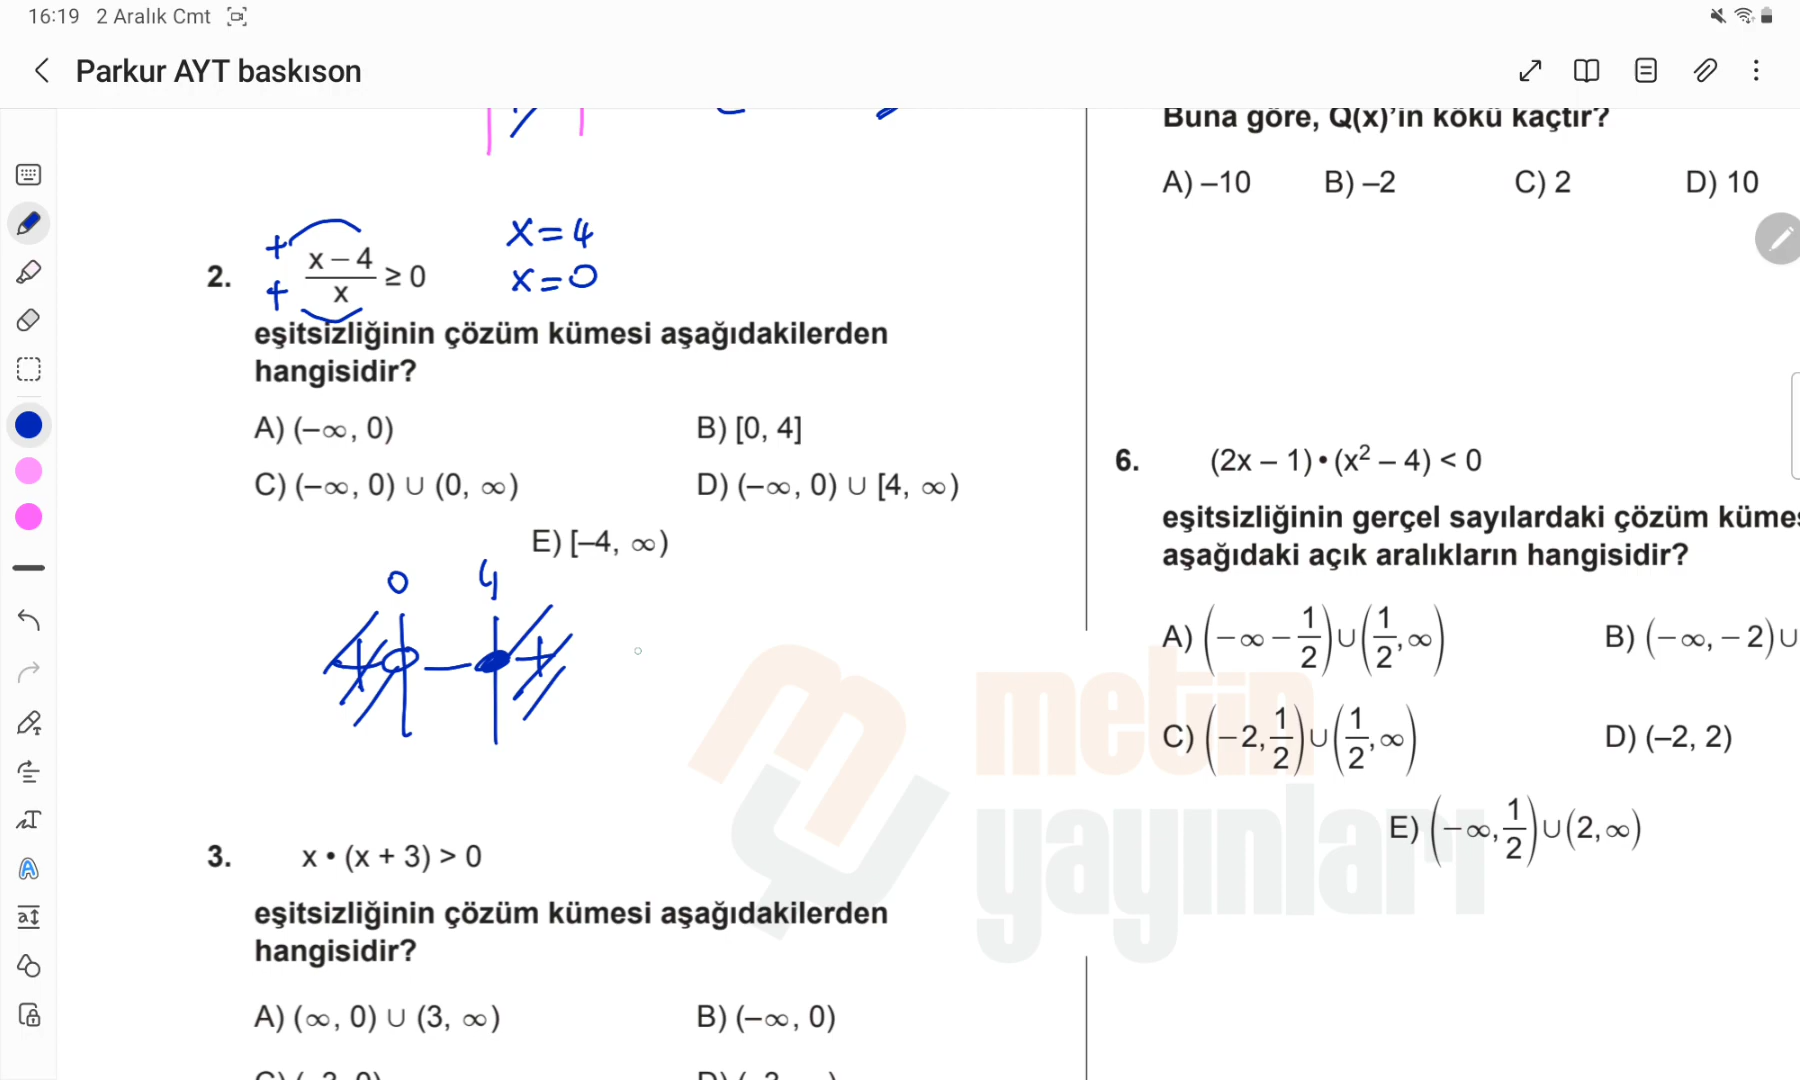 16:19 2 Aralık Cmt
Parkur AYT baskıson
2. x – 4 / x ≥ 0
+
+
x = 4
x = 0
eşitsizliğinin çözüm kümesi aşağıdakilerden
hangisidir?
A) (–∞, 0)
B) [0, 4]
C) (–∞, 0) ∪ (0, ∞)
D) (–∞, 0) ∪ [4, ∞)
E) [–4, ∞)
0 4
+ – +
3. x • (x + 3) > 0
eşitsizliğinin çözüm kümesi aşağıdakilerden
hangisidir?
A) (∞, 0) ∪ (3, ∞)
B) (–∞, 0)
Buna göre, Q(x)'in kökü kaçtır?
A) –10 B) –2 C) 2 D) 10
6. (2x – 1) • (x² – 4) < 0
eşitsizliğinin gerçel sayılardaki çözüm
aşağıdaki açık aralıkların hangisidir?
A) (–∞ – 1/2) ∪ (1/2, ∞)
B) (–∞, –2) ∪
C) (–2, 1/2) ∪ (1/2, ∞)
D) (–2, 2)
E) (–∞, 1/2) ∪ (2, ∞)
metin
yayınları